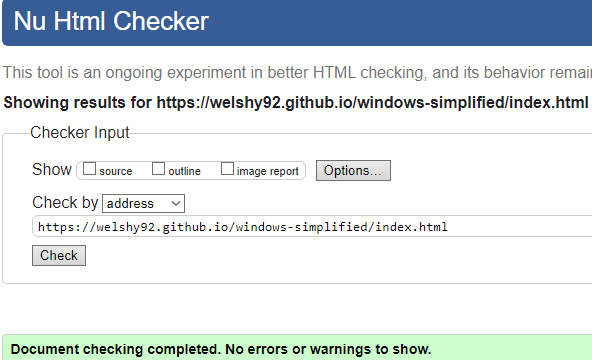 Nu Html Checker
This tool is an ongoing experiment in better HTML checking, and its behavior remai
Showing results for https://welshy92.github.io/windows-simplified/index.html
Checker Input
Show source outline image report Options...
Check by address
https://welshy92.github.io/windows-simplified/index.html
Check
Document checking completed. No errors or warnings to show.